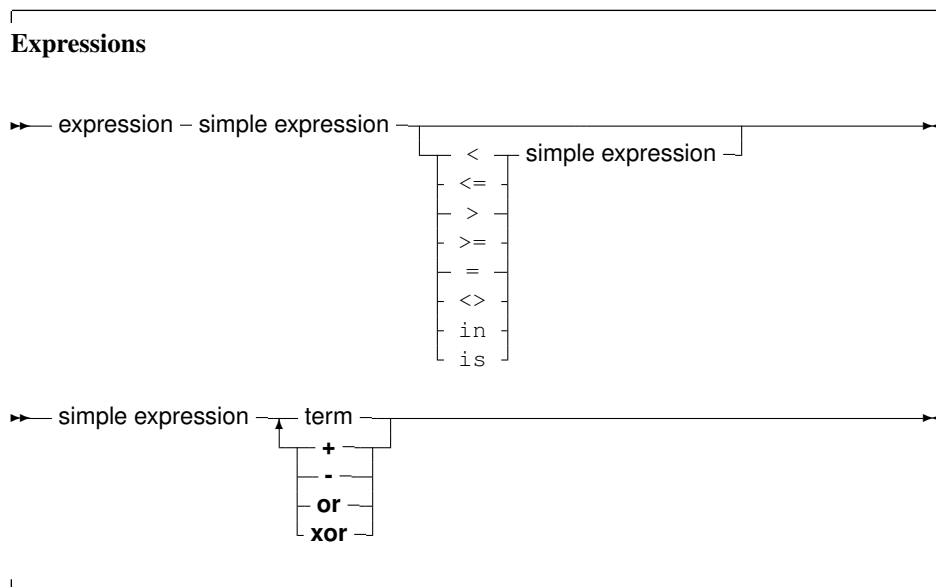 Expressions
expression simple expression
< simple expression
<=
>
>=
=
<>
in
is
simple expression term
+
-
or
xor